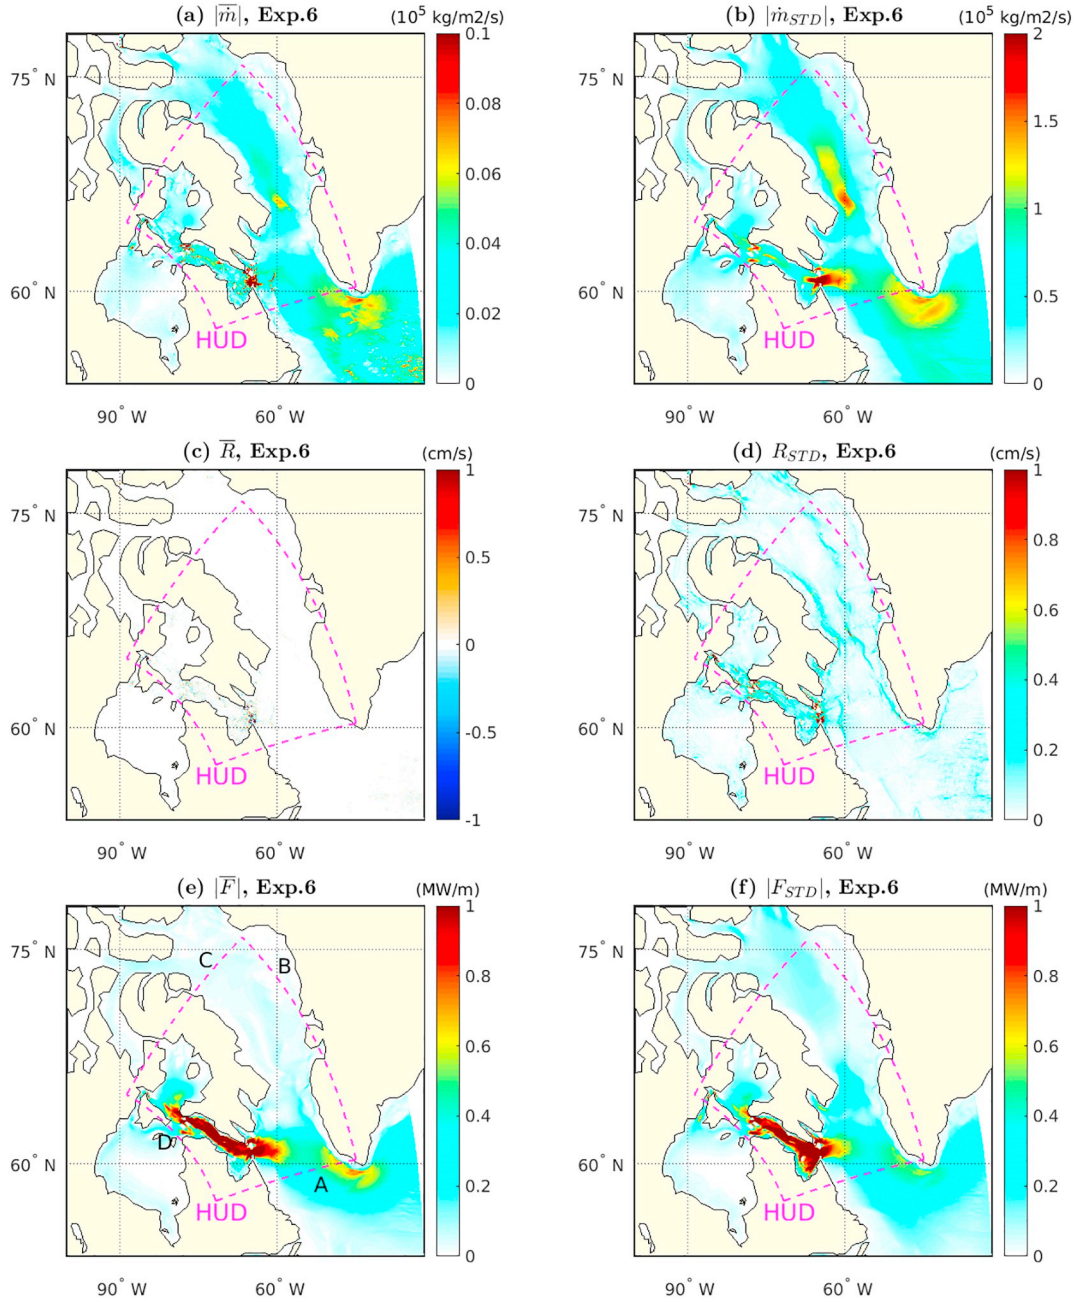 (a) |ṁ̅|, Exp.6 (10⁵ kg/m2/s)
75° N
60° N
90° W 60° W
HUD
0.1
0.08
0.06
0.04
0.02
0
(b) |ṁ_STD|, Exp.6 (10⁵ kg/m2/s)
75° N
60° N
90° W 60° W
HUD
2
1.5
1
0.5
0
(c) R̅, Exp.6 (cm/s)
75° N
60° N
90° W 60° W
HUD
1
0.5
0
-0.5
-1
(d) R_STD, Exp.6 (cm/s)
75° N
60° N
90° W 60° W
HUD
1
0.8
0.6
0.4
0.2
0
(e) |F̅|, Exp.6 (MW/m)
75° N
60° N
90° W 60° W
C
B
D
A
HUD
1
0.8
0.6
0.4
0.2
0
(f) |F_STD|, Exp.6 (MW/m)
75° N
60° N
90° W 60° W
HUD
1
0.8
0.6
0.4
0.2
0